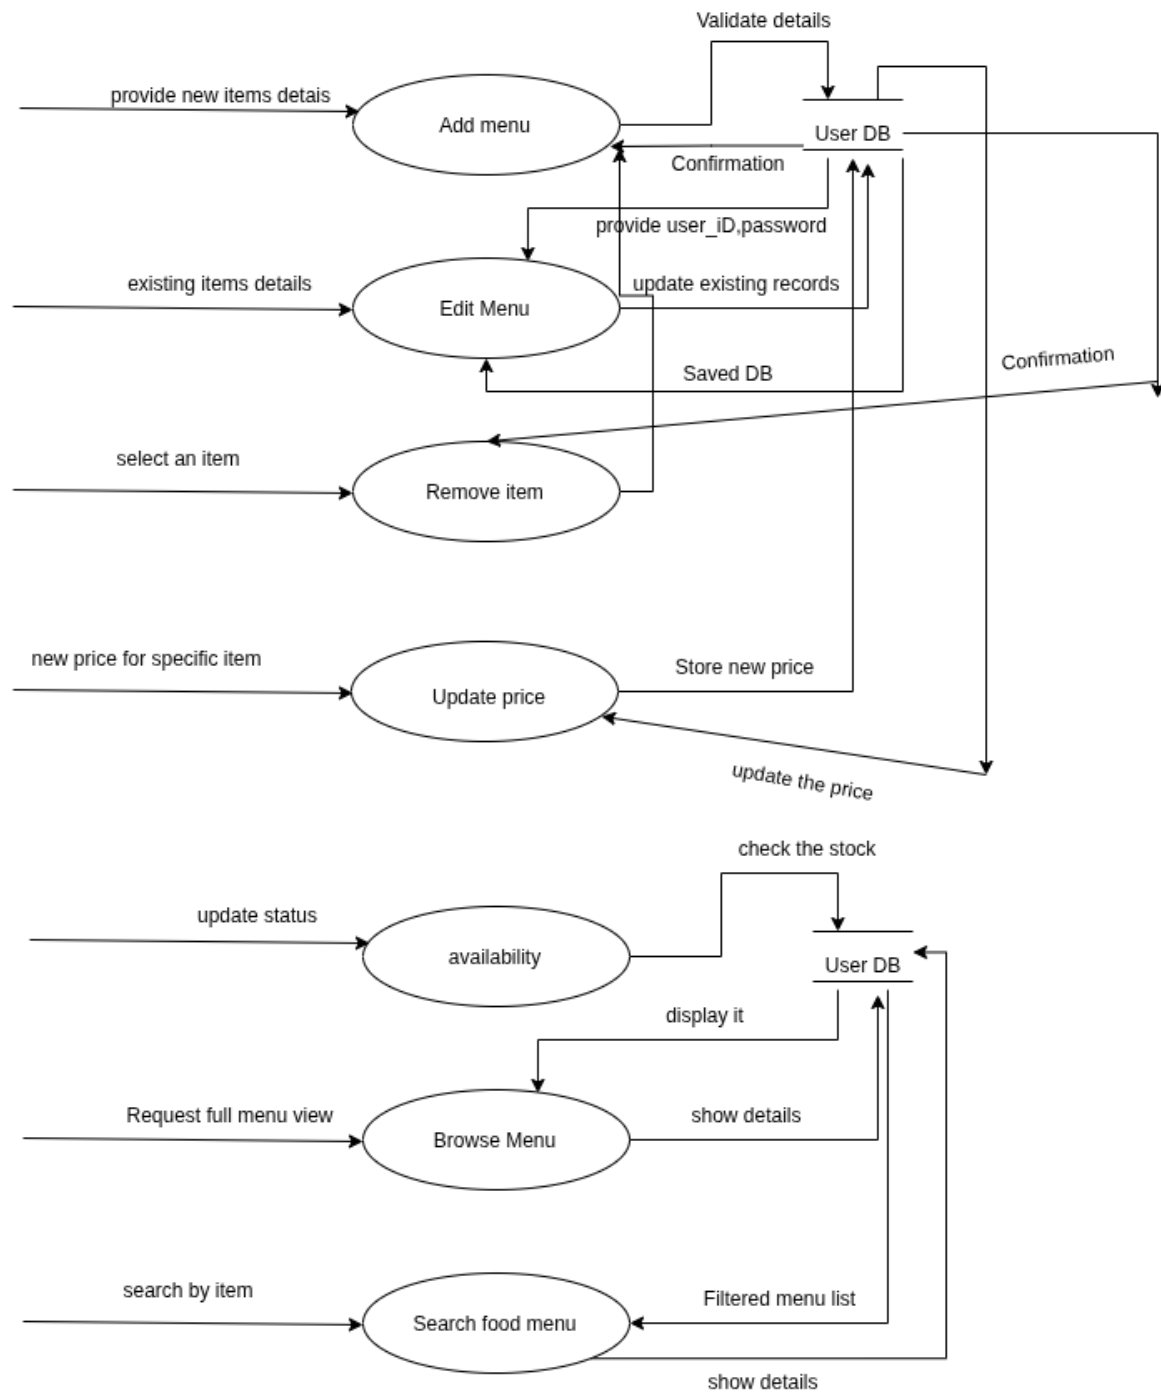 Validate details
provide new items detais
Add menu
User DB
Confirmation
provide user_iD,password
existing items details
update existing records
Edit Menu
Confirmation
Saved DB
select an item
Remove item
new price for specific item
Store new price
Update price
update the price
check the stock
update status
availability
User DB
display it
Request full menu view
show details
Browse Menu
search by item
Filtered menu list
Search food menu
show details